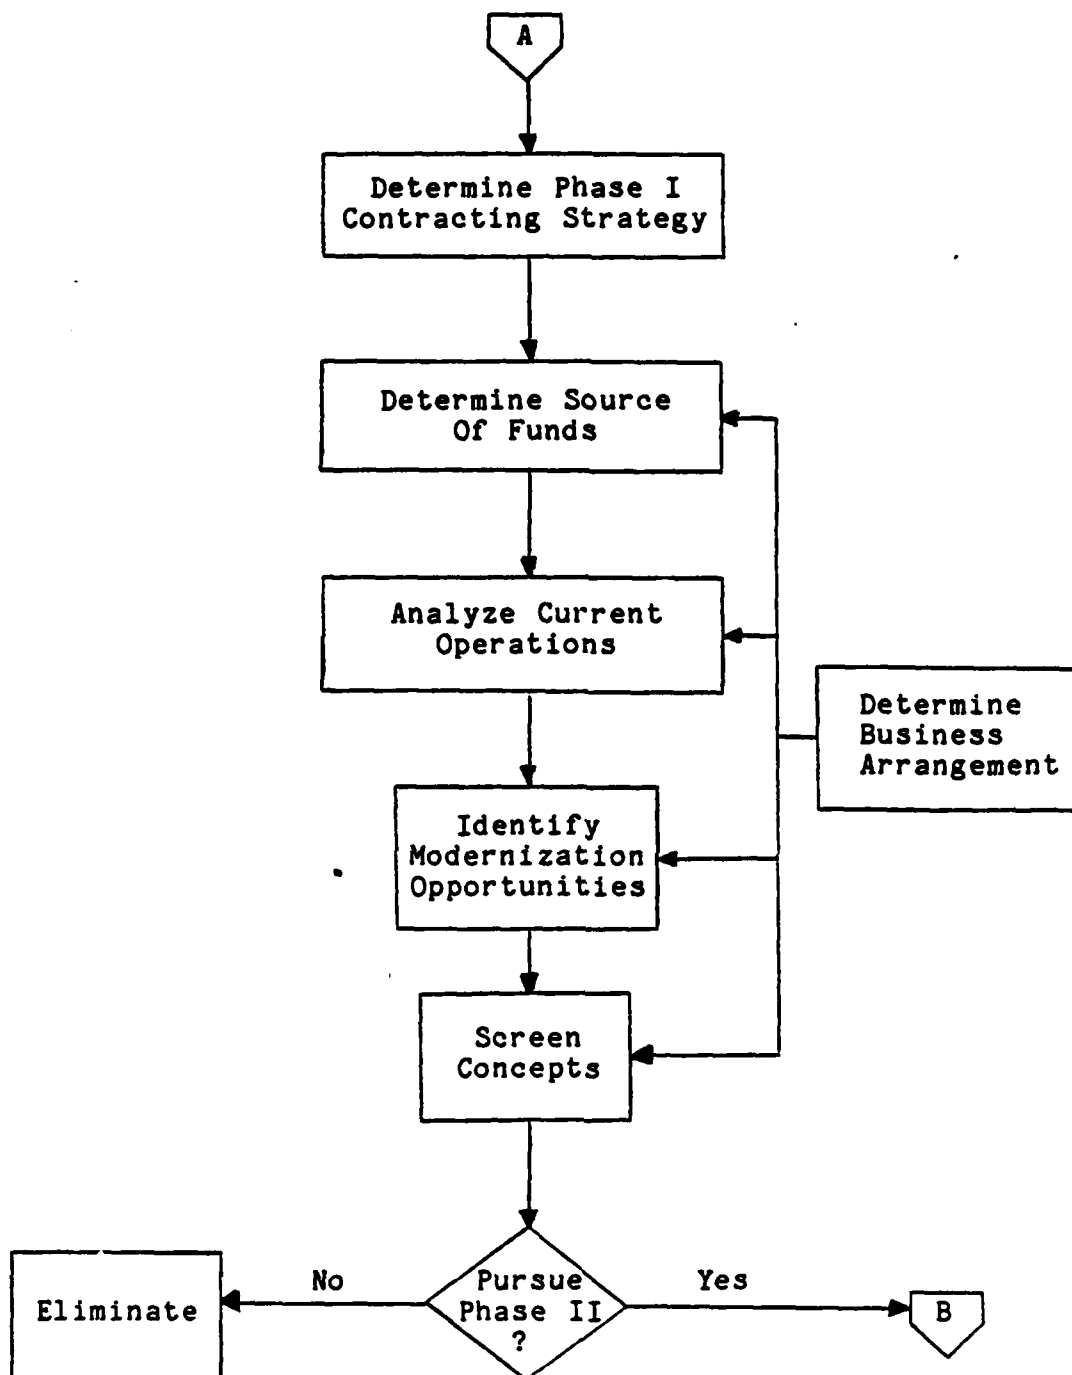 A
Determine Phase I
Contracting Strategy
Determine Source
Of Funds
Analyze Current
Operations
Determine
Business
Arrangement
Identify
Modernization
Opportunities
Screen
Concepts
No
Pursue
Phase II
?
Yes
Eliminate
B